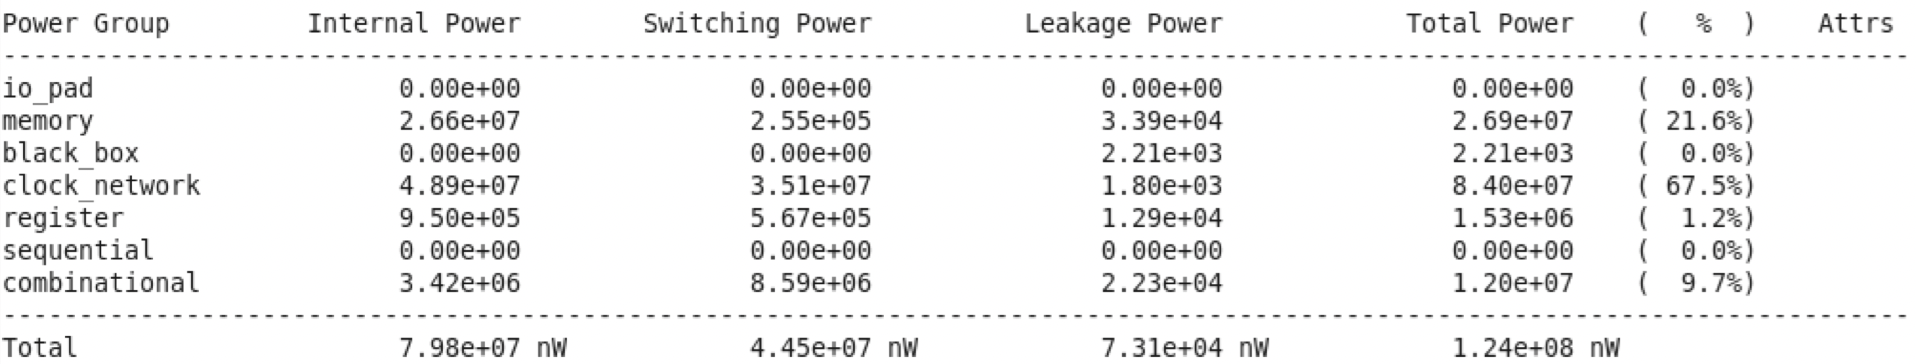 Power Group         Internal Power        Switching Power          Leakage Power            Total Power    (   %  )    Attrs
------------------------------------------------------------------------------------------------------------------------------
io_pad                    0.00e+00               0.00e+00               0.00e+00               0.00e+00    (  0.0%)
memory                    2.66e+07               2.55e+05               3.39e+04               2.69e+07    ( 21.6%)
black_box                 0.00e+00               0.00e+00               2.21e+03               2.21e+03    (  0.0%)
clock_network             4.89e+07               3.51e+07               1.80e+03               8.40e+07    ( 67.5%)
register                  9.50e+05               5.67e+05               1.29e+04               1.53e+06    (  1.2%)
sequential                0.00e+00               0.00e+00               0.00e+00               0.00e+00    (  0.0%)
combinational             3.42e+06               8.59e+06               2.23e+04               1.20e+07    (  9.7%)
------------------------------------------------------------------------------------------------------------------------------
Total                     7.98e+07 nW            4.45e+07 nW            7.31e+04 nW            1.24e+08 nW